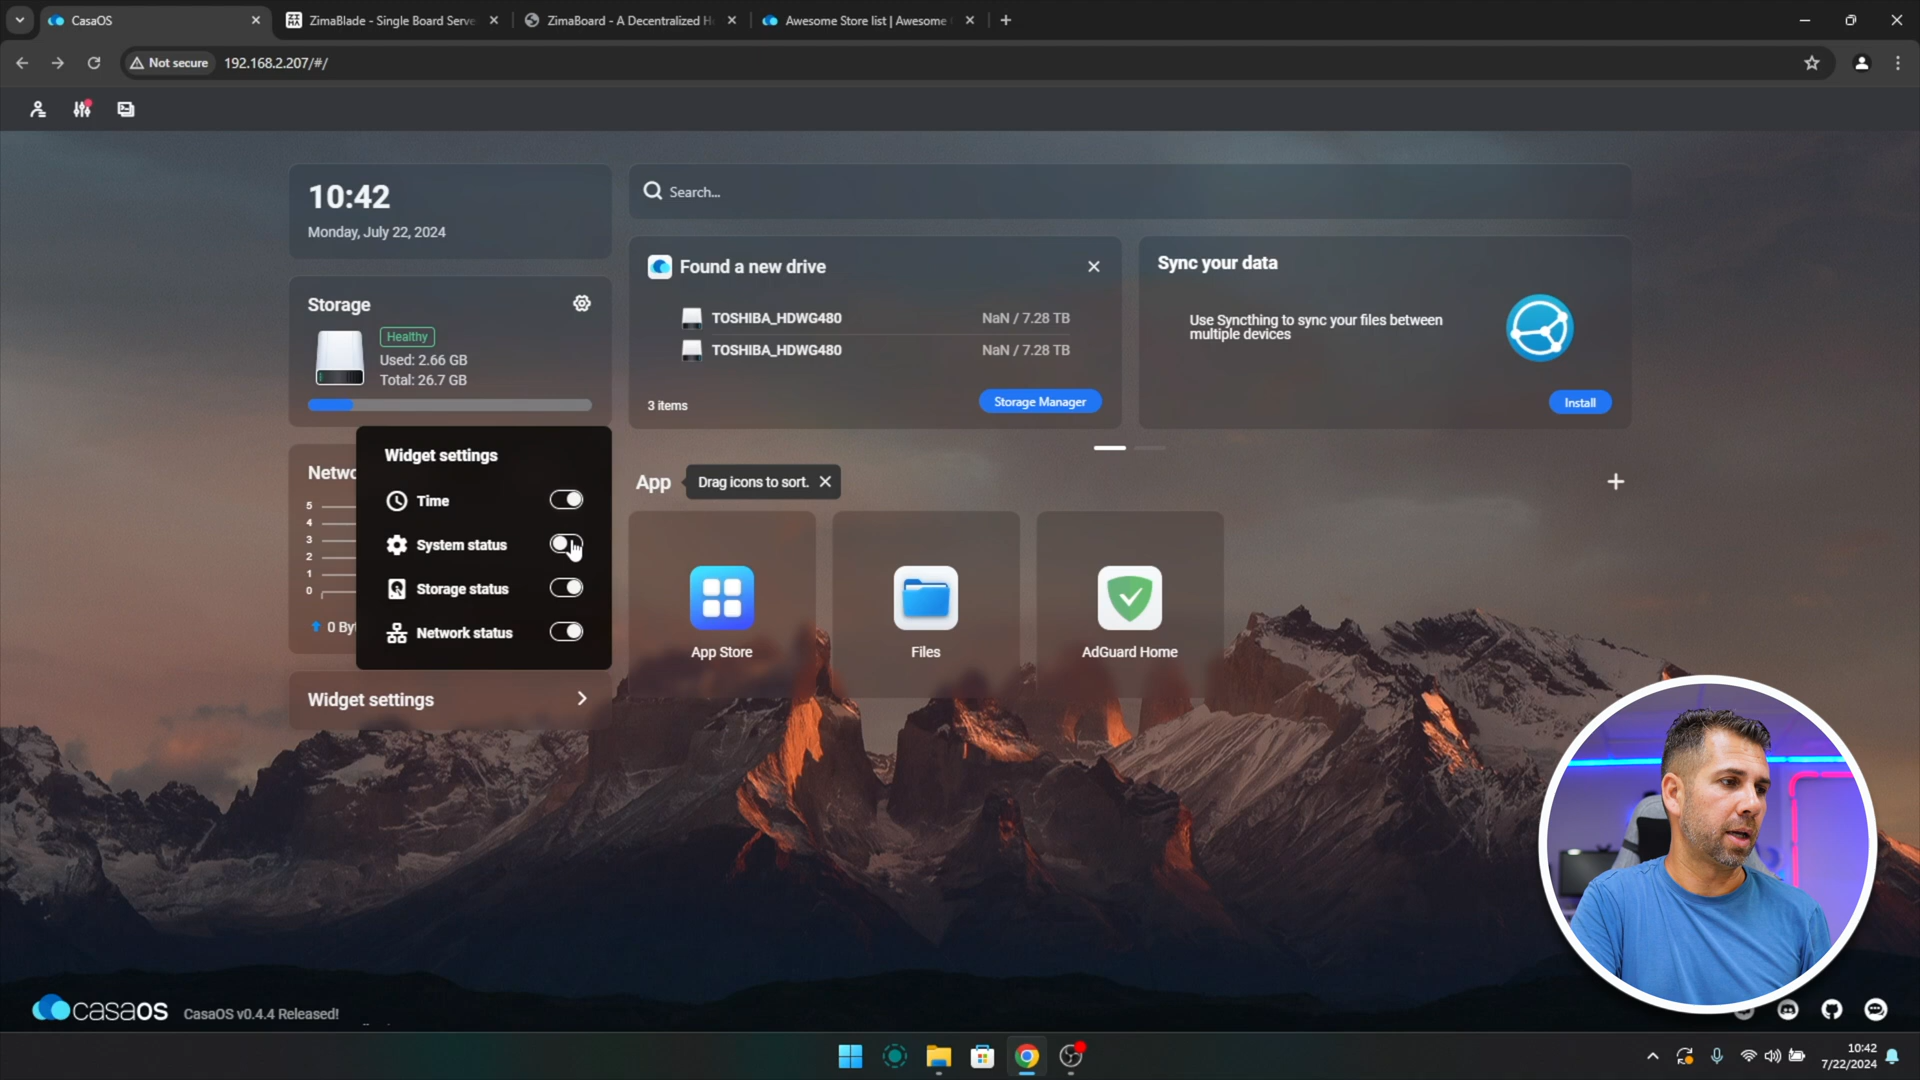 CasaOS
ZimaBlade - Single Board Serve
ZimaBoard - A Decentralized H
Awesome Store list | Awesome
Not secure
192.168.2.207/#/
10:42
Monday, July 22, 2024
Search...
Storage
Healthy
Used: 2.66 GB
Total: 26.7 GB
Found a new drive
TOSHIBA_HDWG480
NaN / 7.28 TB
TOSHIBA_HDWG480
NaN / 7.28 TB
3 items
Storage Manager
Sync your data
Use Syncthing to sync your files between
multiple devices
Install
Netwo
5
4
3
2
1
0
0 By
Widget settings
Time
System status
Storage status
Network status
Widget settings
App
Drag icons to sort.
App Store
Files
AdGuard Home
casaOS
CasaOS v0.4.4 Released!
10:42
7/22/2024